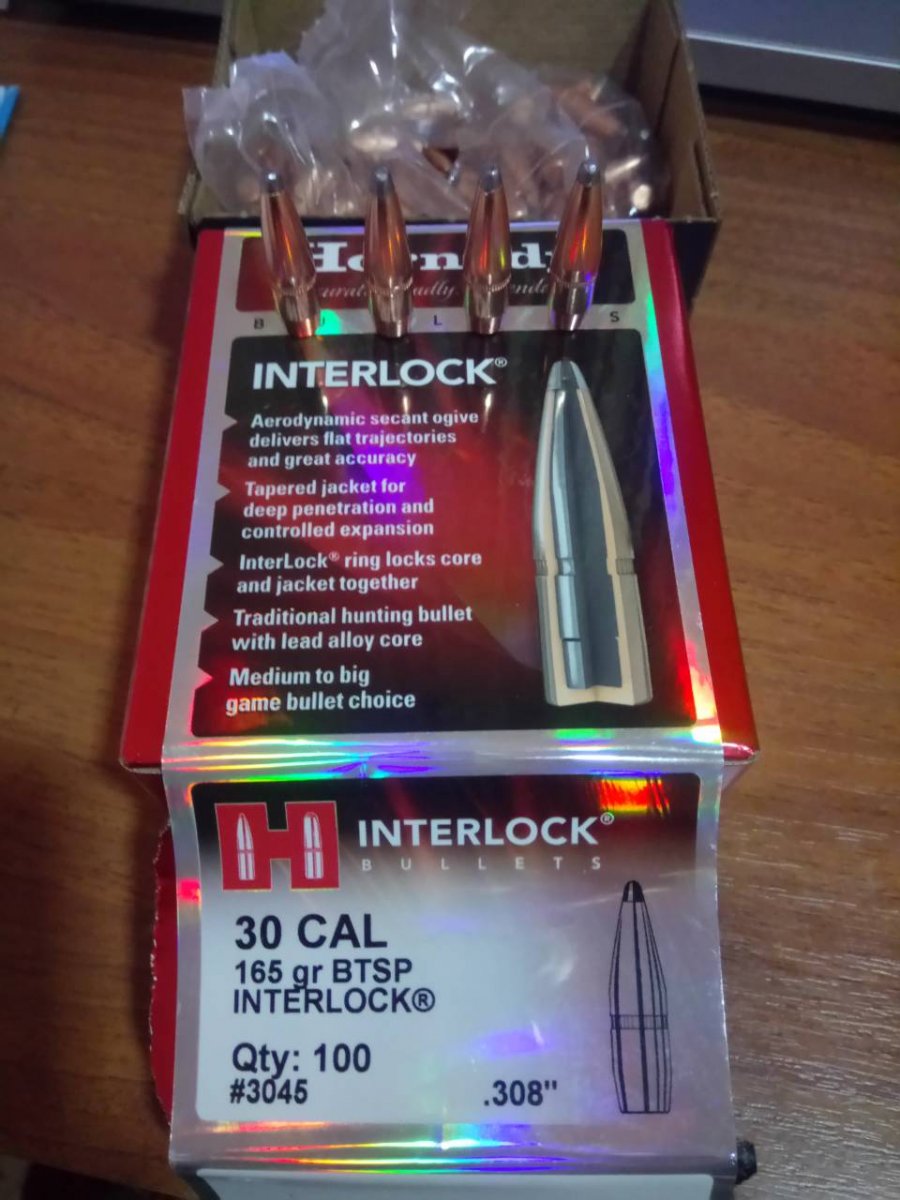 INTERLOCK®
Aerodynamic secant ogive
delivers flat trajectories
and great accuracy
Tapered jacket for
deep penetration and
controlled expansion
InterLock® ring locks core
and jacket together
Traditional hunting bullet
with lead alloy core
Medium to big
game bullet choice
H INTERLOCK®
BULLETS
30 CAL
165 gr BTSP
INTERLOCK®
Qty: 100
#3045 .308"